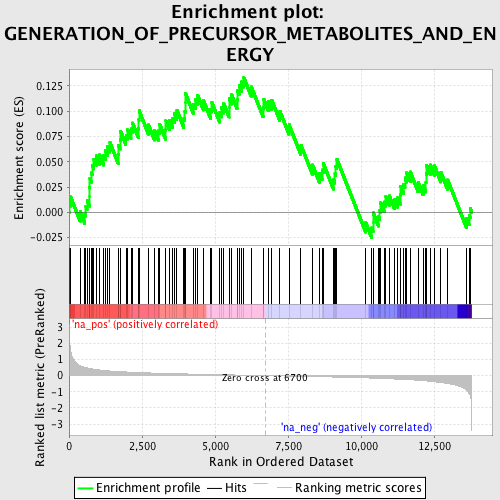 Enrichment plot:
GENERATION_OF_PRECURSOR_METABOLITES_AND_EN
ERGY
Enrichment score (ES)
0.125
0.100
0.075
0.050
0.025
0.000
-0.025
'na_pos' (positively correlated)
Ranked list metric (PreRanked)
3
2
1
0
-1
-2
-3
Zero cross at 6700
'na_neg' (negatively correlated)
0
2,500
5,000
7,500
10,000
12,500
Rank in Ordered Dataset
Enrichment profile
Hits
Ranking metric scores